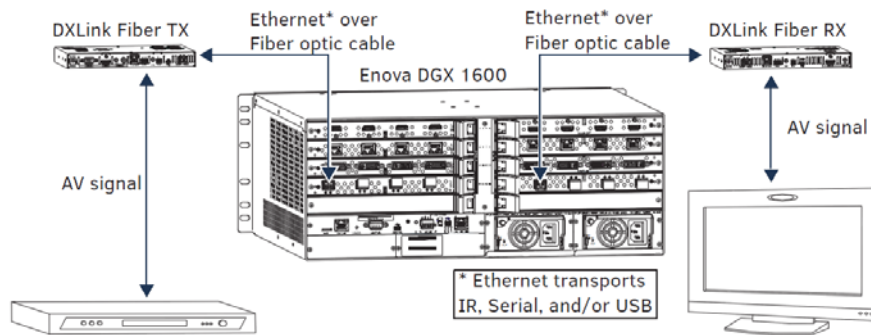 DXLink Fiber TX
Ethernet* over
Fiber optic cable
Ethernet* over
Fiber optic cable
DXLink Fiber RX
Enova DGX 1600
AV signal
AV signal
* Ethernet transports
IR, Serial, and/or USB